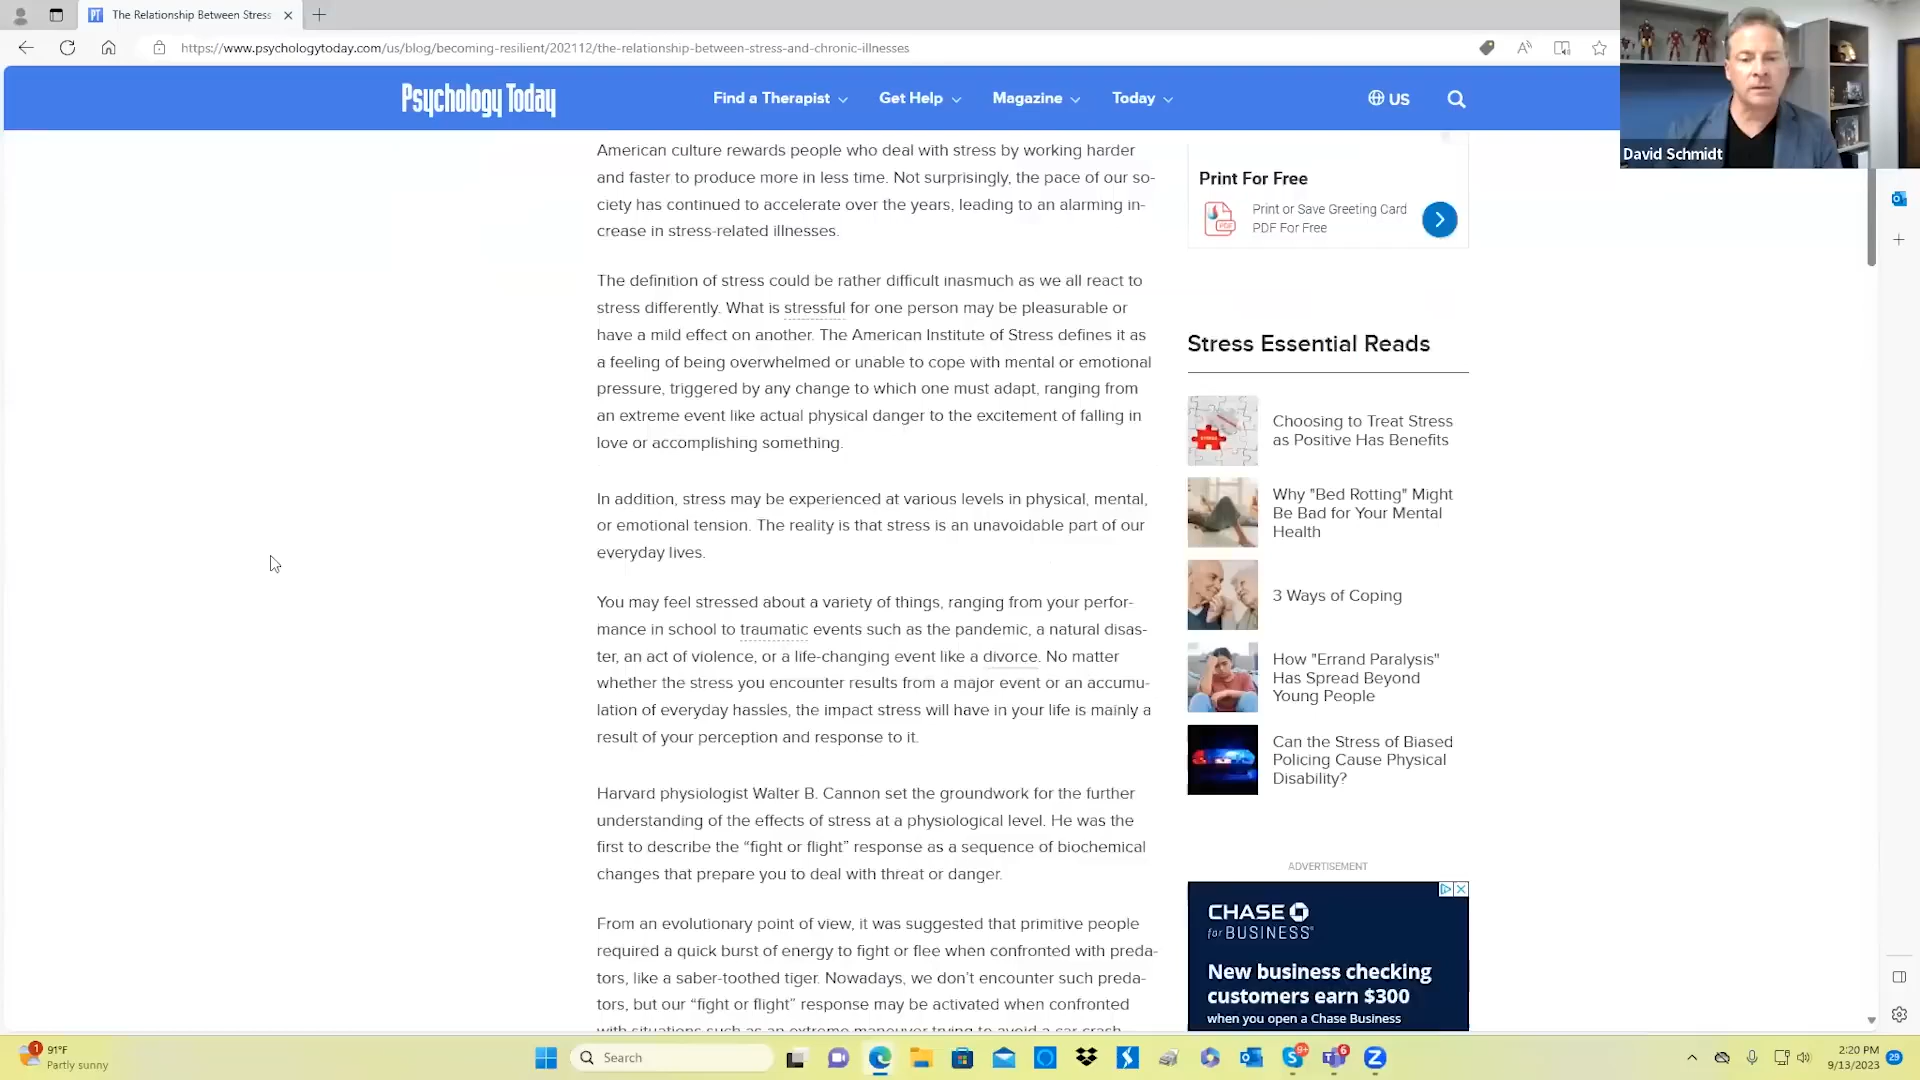 The Relationship Between Stress
https://www.psychologytoday.com/us/blog/becoming-resilient/202112/the-relationship-between-stress-and-chronic-illnesses
Psychology Today
Find a Therapist
Get Help
Magazine
Today
US
David Schmidt
American culture rewards people who deal with stress by working harder
and faster to produce more in less time. Not surprisingly, the pace of our so-
ciety has continued to accelerate over the years, leading to an alarming in-
crease in stress-related illnesses.
The definition of stress could be rather difficult inasmuch as we all react to
stress differently. What is stressful for one person may be pleasurable or
have a mild effect on another. The American Institute of Stress defines it as
a feeling of being overwhelmed or unable to cope with mental or emotional
pressure, triggered by any change to which one must adapt, ranging from
an extreme event like actual physical danger to the excitement of falling in
love or accomplishing something.
In addition, stress may be experienced at various levels in physical, mental,
or emotional tension. The reality is that stress is an unavoidable part of our
everyday lives.
You may feel stressed about a variety of things, ranging from your perfor-
mance in school to traumatic events such as the pandemic, a natural disas-
ter, an act of violence, or a life-changing event like a divorce. No matter
whether the stress you encounter results from a major event or an accumu-
lation of everyday hassles, the impact stress will have in your life is mainly a
result of your perception and response to it.
Harvard physiologist Walter B. Cannon set the groundwork for the further
understanding of the effects of stress at a physiological level. He was the
first to describe the “fight or flight” response as a sequence of biochemical
changes that prepare you to deal with threat or danger.
From an evolutionary point of view, it was suggested that primitive people
required a quick burst of energy to fight or flee when confronted with preda-
tors, like a saber-toothed tiger. Nowadays, we don’t encounter such preda-
tors, but our “fight or flight” response may be activated when confronted
with situations such as an extreme maneuver trying to avoid a car crash
Print For Free
Print or Save Greeting Card
PDF For Free
PDF
Stress Essential Reads
Choosing to Treat Stress
as Positive Has Benefits
Why "Bed Rotting" Might
Be Bad for Your Mental
Health
3 Ways of Coping
How "Errand Paralysis"
Has Spread Beyond
Young People
Can the Stress of Biased
Policing Cause Physical
Disability?
ADVERTISEMENT
CHASE
for BUSINESS
New business checking
customers earn $300
when you open a Chase Business
1
91°F
Partly sunny
Search
9+
6
2:20 PM
9/13/2023
29